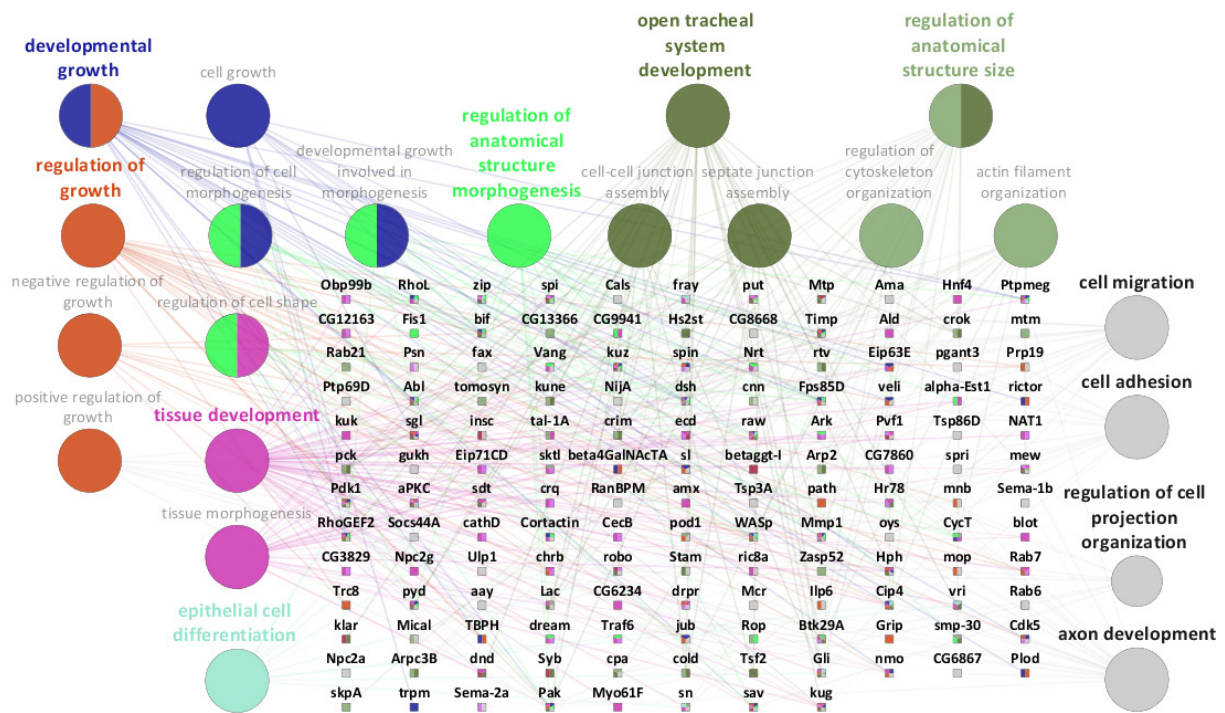 developmental
growth
cell growth
open tracheal
system
development
regulation of
anatomical
structure size
regulation of
growth
regulation of cell
morphogenesis
developmental growth
involved in
morphogenesis
regulation of
anatomical
structure
morphogenesis
cell-cell junction
assembly
septate junction
assembly
regulation of
cytoskeleton
organization
actin filament
organization
negative regulation of
growth
regulation of cell shape
positive regulation of
growth
tissue development
tissue morphogenesis
epithelial cell
differentiation
cell migration
cell adhesion
regulation of cell
projection
organization
axon development
Obp99b RhoL zip spi Cals fray put Mtp Ama Hnf4 Ptpmeg
CG12163 Fis1 bif CG13366 CG9941 Hs2st CG8668 Timp Ald crok mtm
Rab21 Psn fax Vang kuz spin Nrt rtv Eip63E pgant3 Prp19
Ptp69D Abl tomosyn kune NijA dsh cnn Fps85D veli alpha-Est1 rictor
kuk sgl insc tal-1A crim ecd raw Ark Pvf1 Tsp86D NAT1
pck gukh Eip71CD sktl beta4GalNAcTA sl betaggt-I Arp2 CG7860 spri mew
Pdk1 aPKC sdt crq RanBPM amx Tsp3A path Hr78 mnb Sema-1b
RhoGEF2 Socs44A cathD Cortactin CecB pod1 WASp Mmp1 oys CycT blot
CG3829 Npc2g Ulp1 chrb robo Stam ric8a Zasp52 Hph mop Rab7
Trc8 pyd aay Lac CG6234 drpr Mcr Ilp6 Cip4 vri Rab6
klar Mical TBPH dream Traf6 jub Rop Btk29A Grip smp-30 Cdk5
Npc2a Arpc3B dnd Syb cpa cold Tsf2 Gli nmo CG6867 Plod
skpA trpm Sema-2a Pak Myo61F sn sav kug